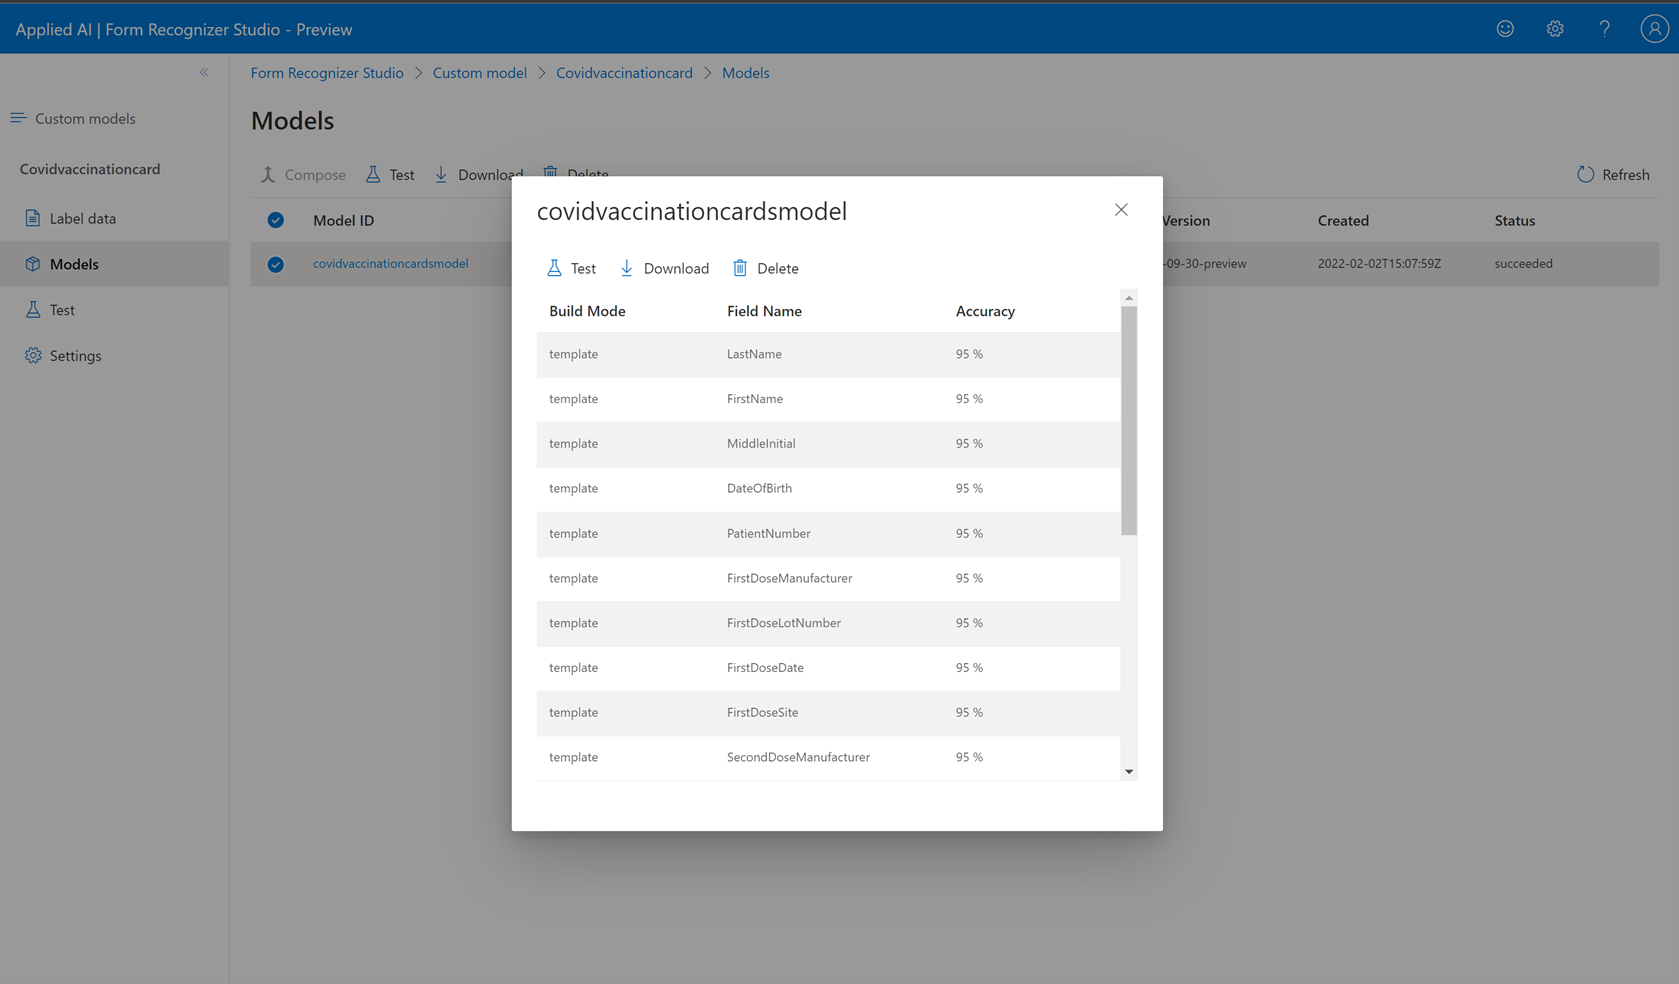 Applied AI | Form Recognizer Studio - Preview
Form Recognizer Studio > Custom model > Covidvaccinationcard > Models
Custom models
Models
Covidvaccinationcard
Compose Test Download Delete Refresh
Label data
Model ID Version Created Status
Models
covidvaccinationcardsmodel -09-30-preview 2022-02-02T15:07:59Z succeeded
Test
Settings
covidvaccinationcardsmodel
Test Download Delete
Build Mode Field Name Accuracy
template LastName 95 %
template FirstName 95 %
template MiddleInitial 95 %
template DateOfBirth 95 %
template PatientNumber 95 %
template FirstDoseManufacturer 95 %
template FirstDoseLotNumber 95 %
template FirstDoseDate 95 %
template FirstDoseSite 95 %
template SecondDoseManufacturer 95 %